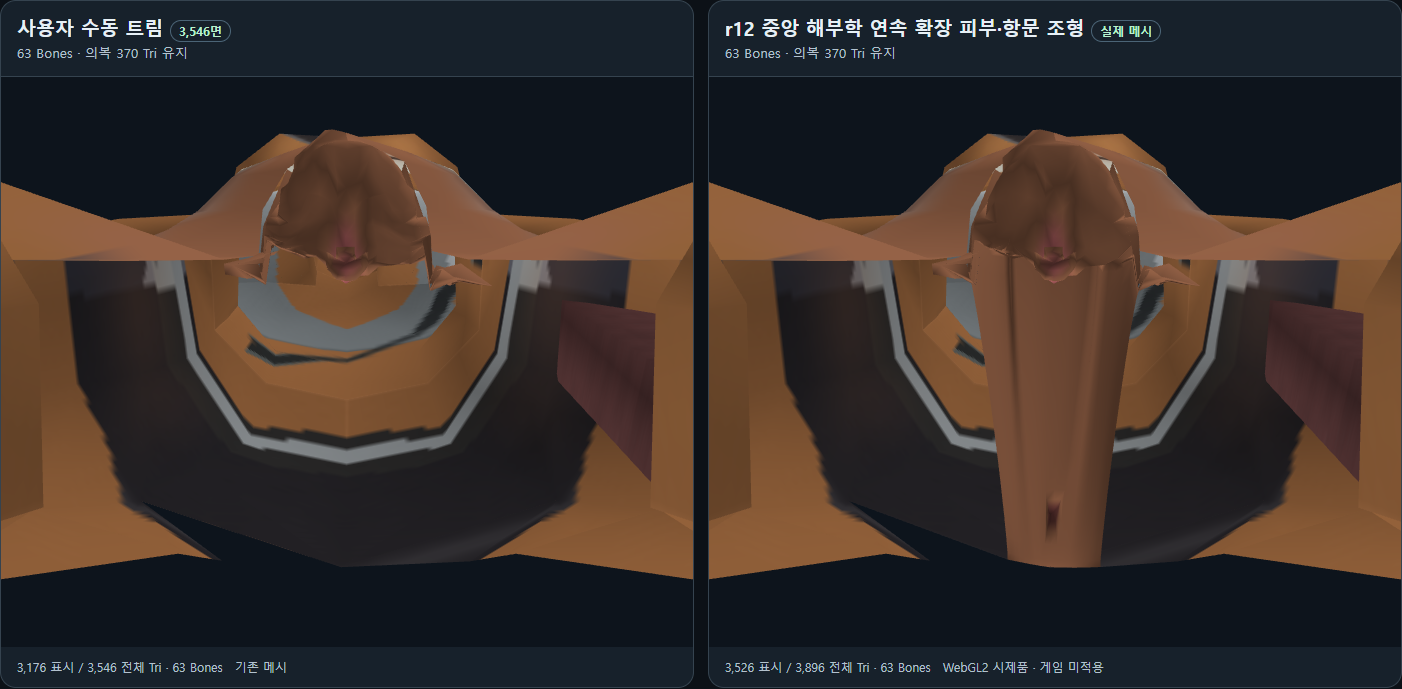 사용자 수동 트림 3,546면
63 Bones · 의복 370 Tri 유지
3,176 표시 / 3,546 전체 Tri · 63 Bones 기존 메시
r12 중앙 해부학 연속 확장 피부·항문 조형 실제 메시
63 Bones · 의복 370 Tri 유지
3,526 표시 / 3,896 전체 Tri · 63 Bones WebGL2 시제품 · 게임 미적용